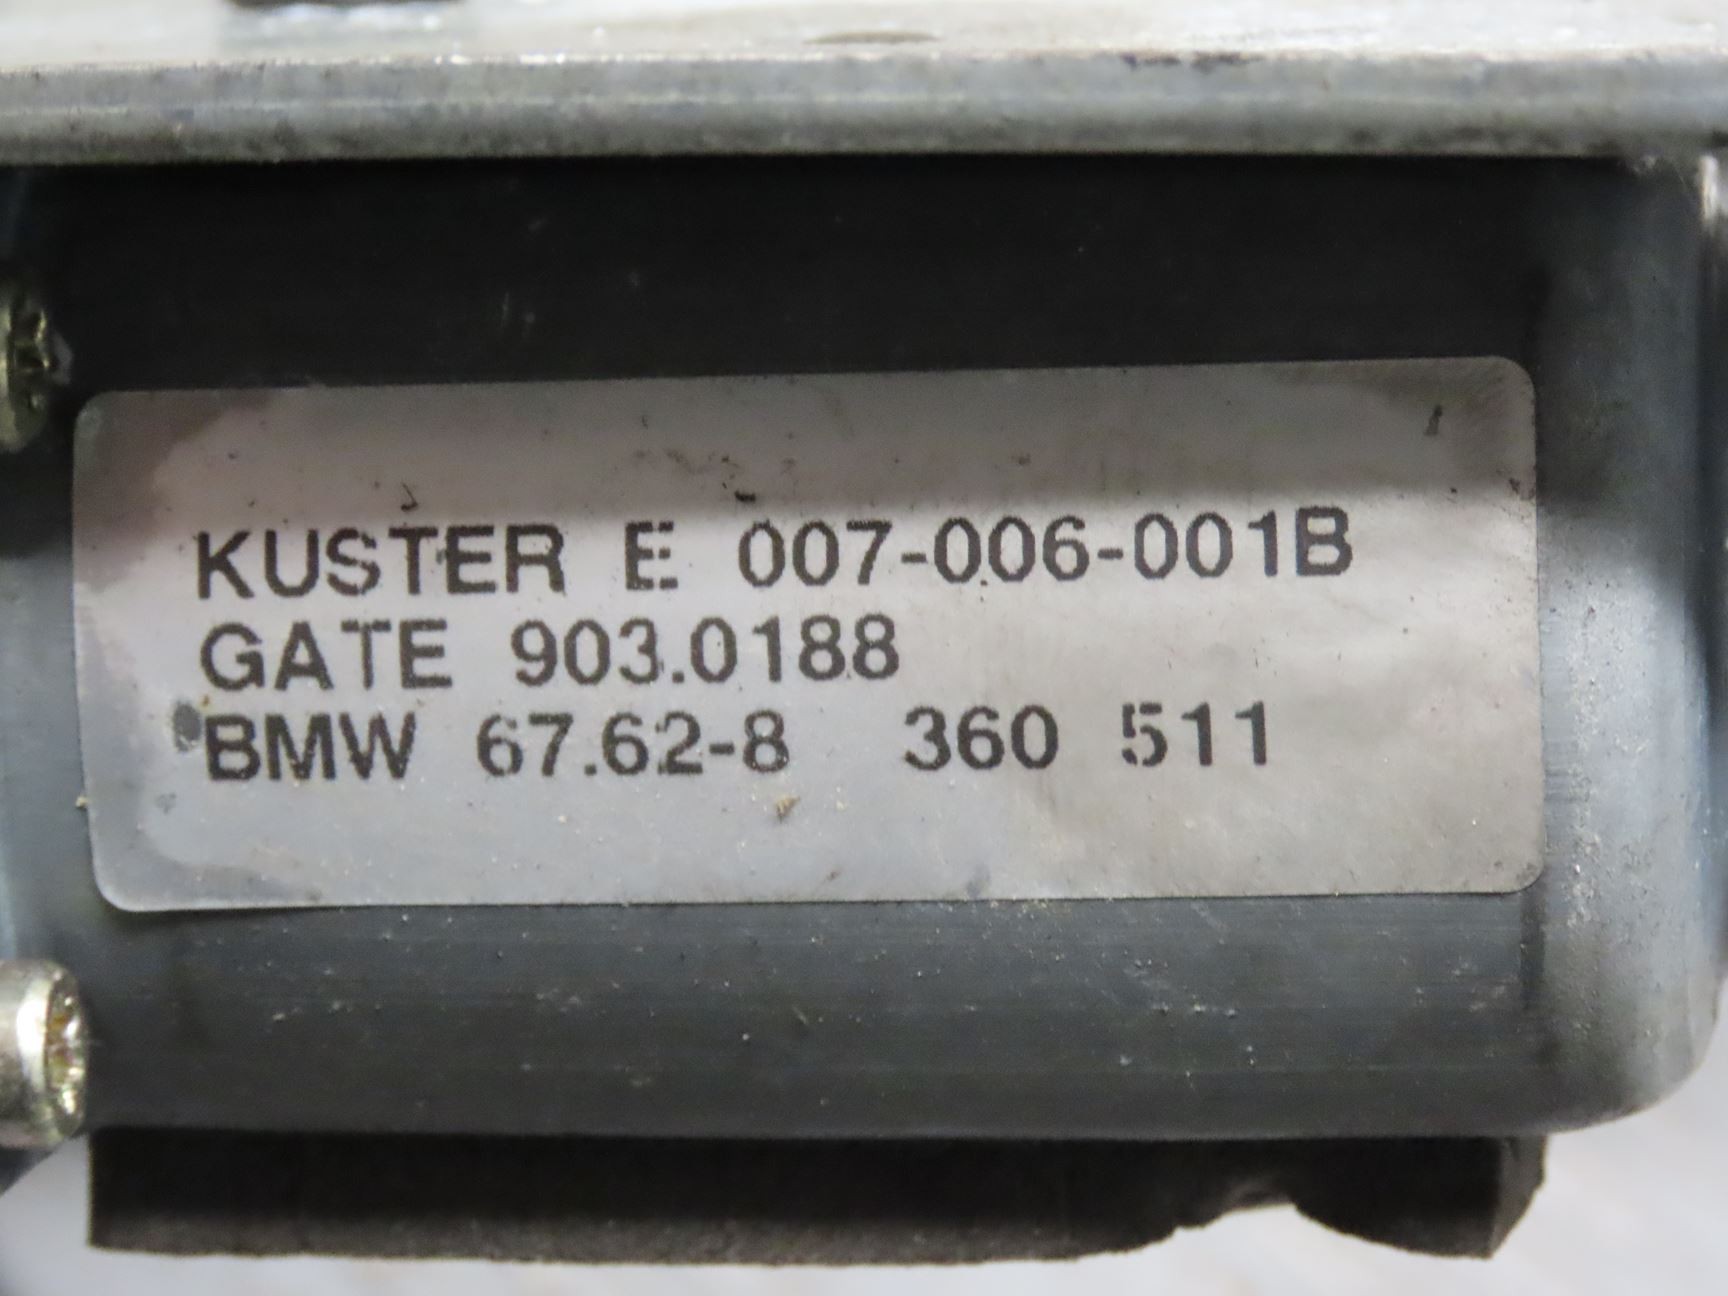 KUSTER E 007-006-001B
GATE 903.0188
BMW 67.62-8 360 511